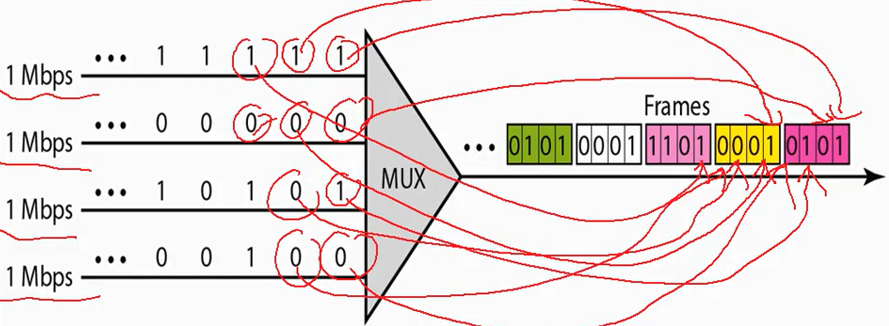 1 Mbps ••• 1 1 1 1 1
1 Mbps ••• 0 0 0 0 0
1 Mbps ••• 1 0 1 0 1
1 Mbps ••• 0 0 1 0 0
MUX
Frames
••• 0101 0001 1101 0001 0101